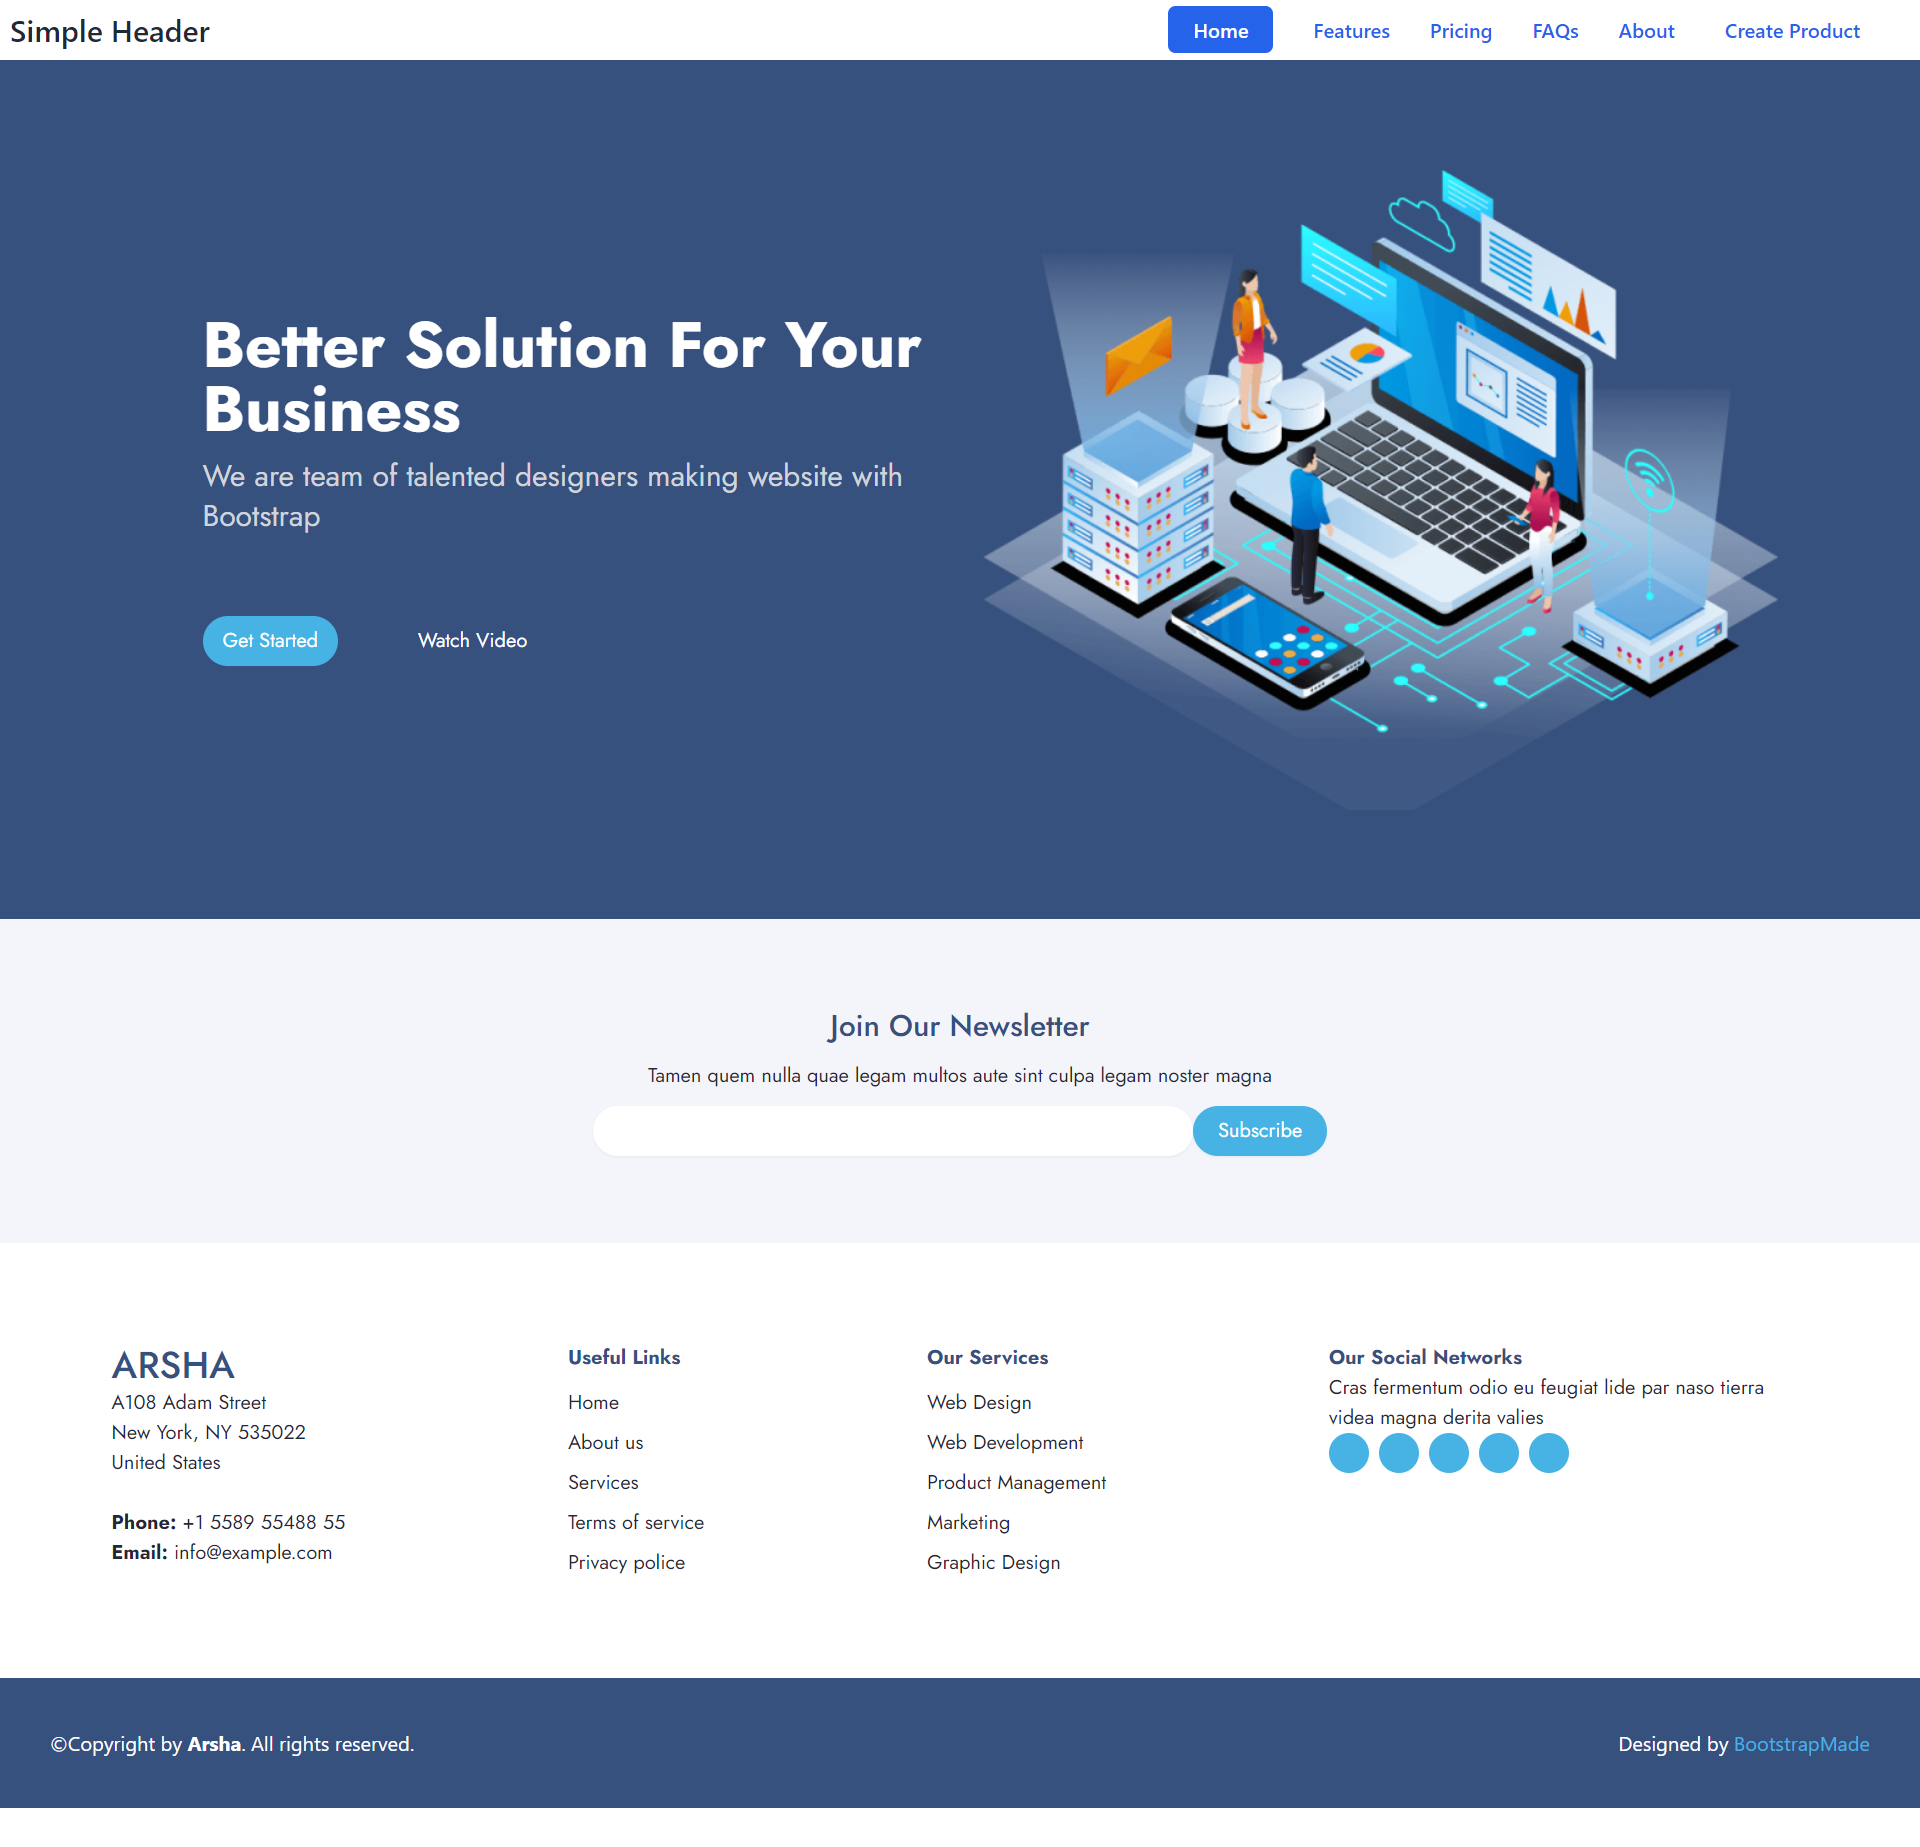 Simple Header
Home Features Pricing FAQs About Create Product
Better Solution For Your
Business
We are team of talented designers making website with
Bootstrap
Get Started Watch Video
Join Our Newsletter
Tamen quem nulla quae legam multos aute sint culpa legam noster magna
Subscribe
ARSHA
A108 Adam Street
New York, NY 535022
United States
Phone: +1 5589 55488 55
Email: info@example.com
Useful Links
Home
About us
Services
Terms of service
Privacy police
Our Services
Web Design
Web Development
Product Management
Marketing
Graphic Design
Our Social Networks
Cras fermentum odio eu feugiat lide par naso tierra
videa magna derita valies
©Copyright by Arsha. All rights reserved.
Designed by BootstrapMade